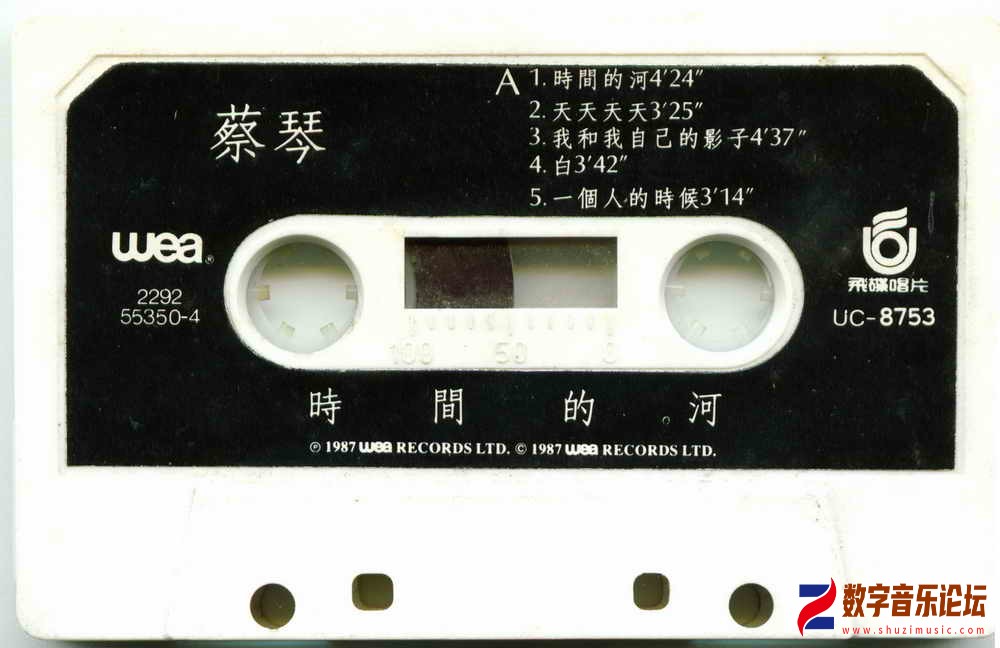 A
1. 時間的河4'24"
2. 天天天天3'25"
3. 我和我自己的影子4'37"
4. 白3'42"
5. 一個人的時候3'14"
蔡琴
wea®
2292
55350-4
飛碟唱片
UC-8753
100 50 0
時間的河
℗ 1987 wea RECORDS LTD. © 1987 wea RECORDS LTD.
数字音乐论坛
www.shuzimusic.com